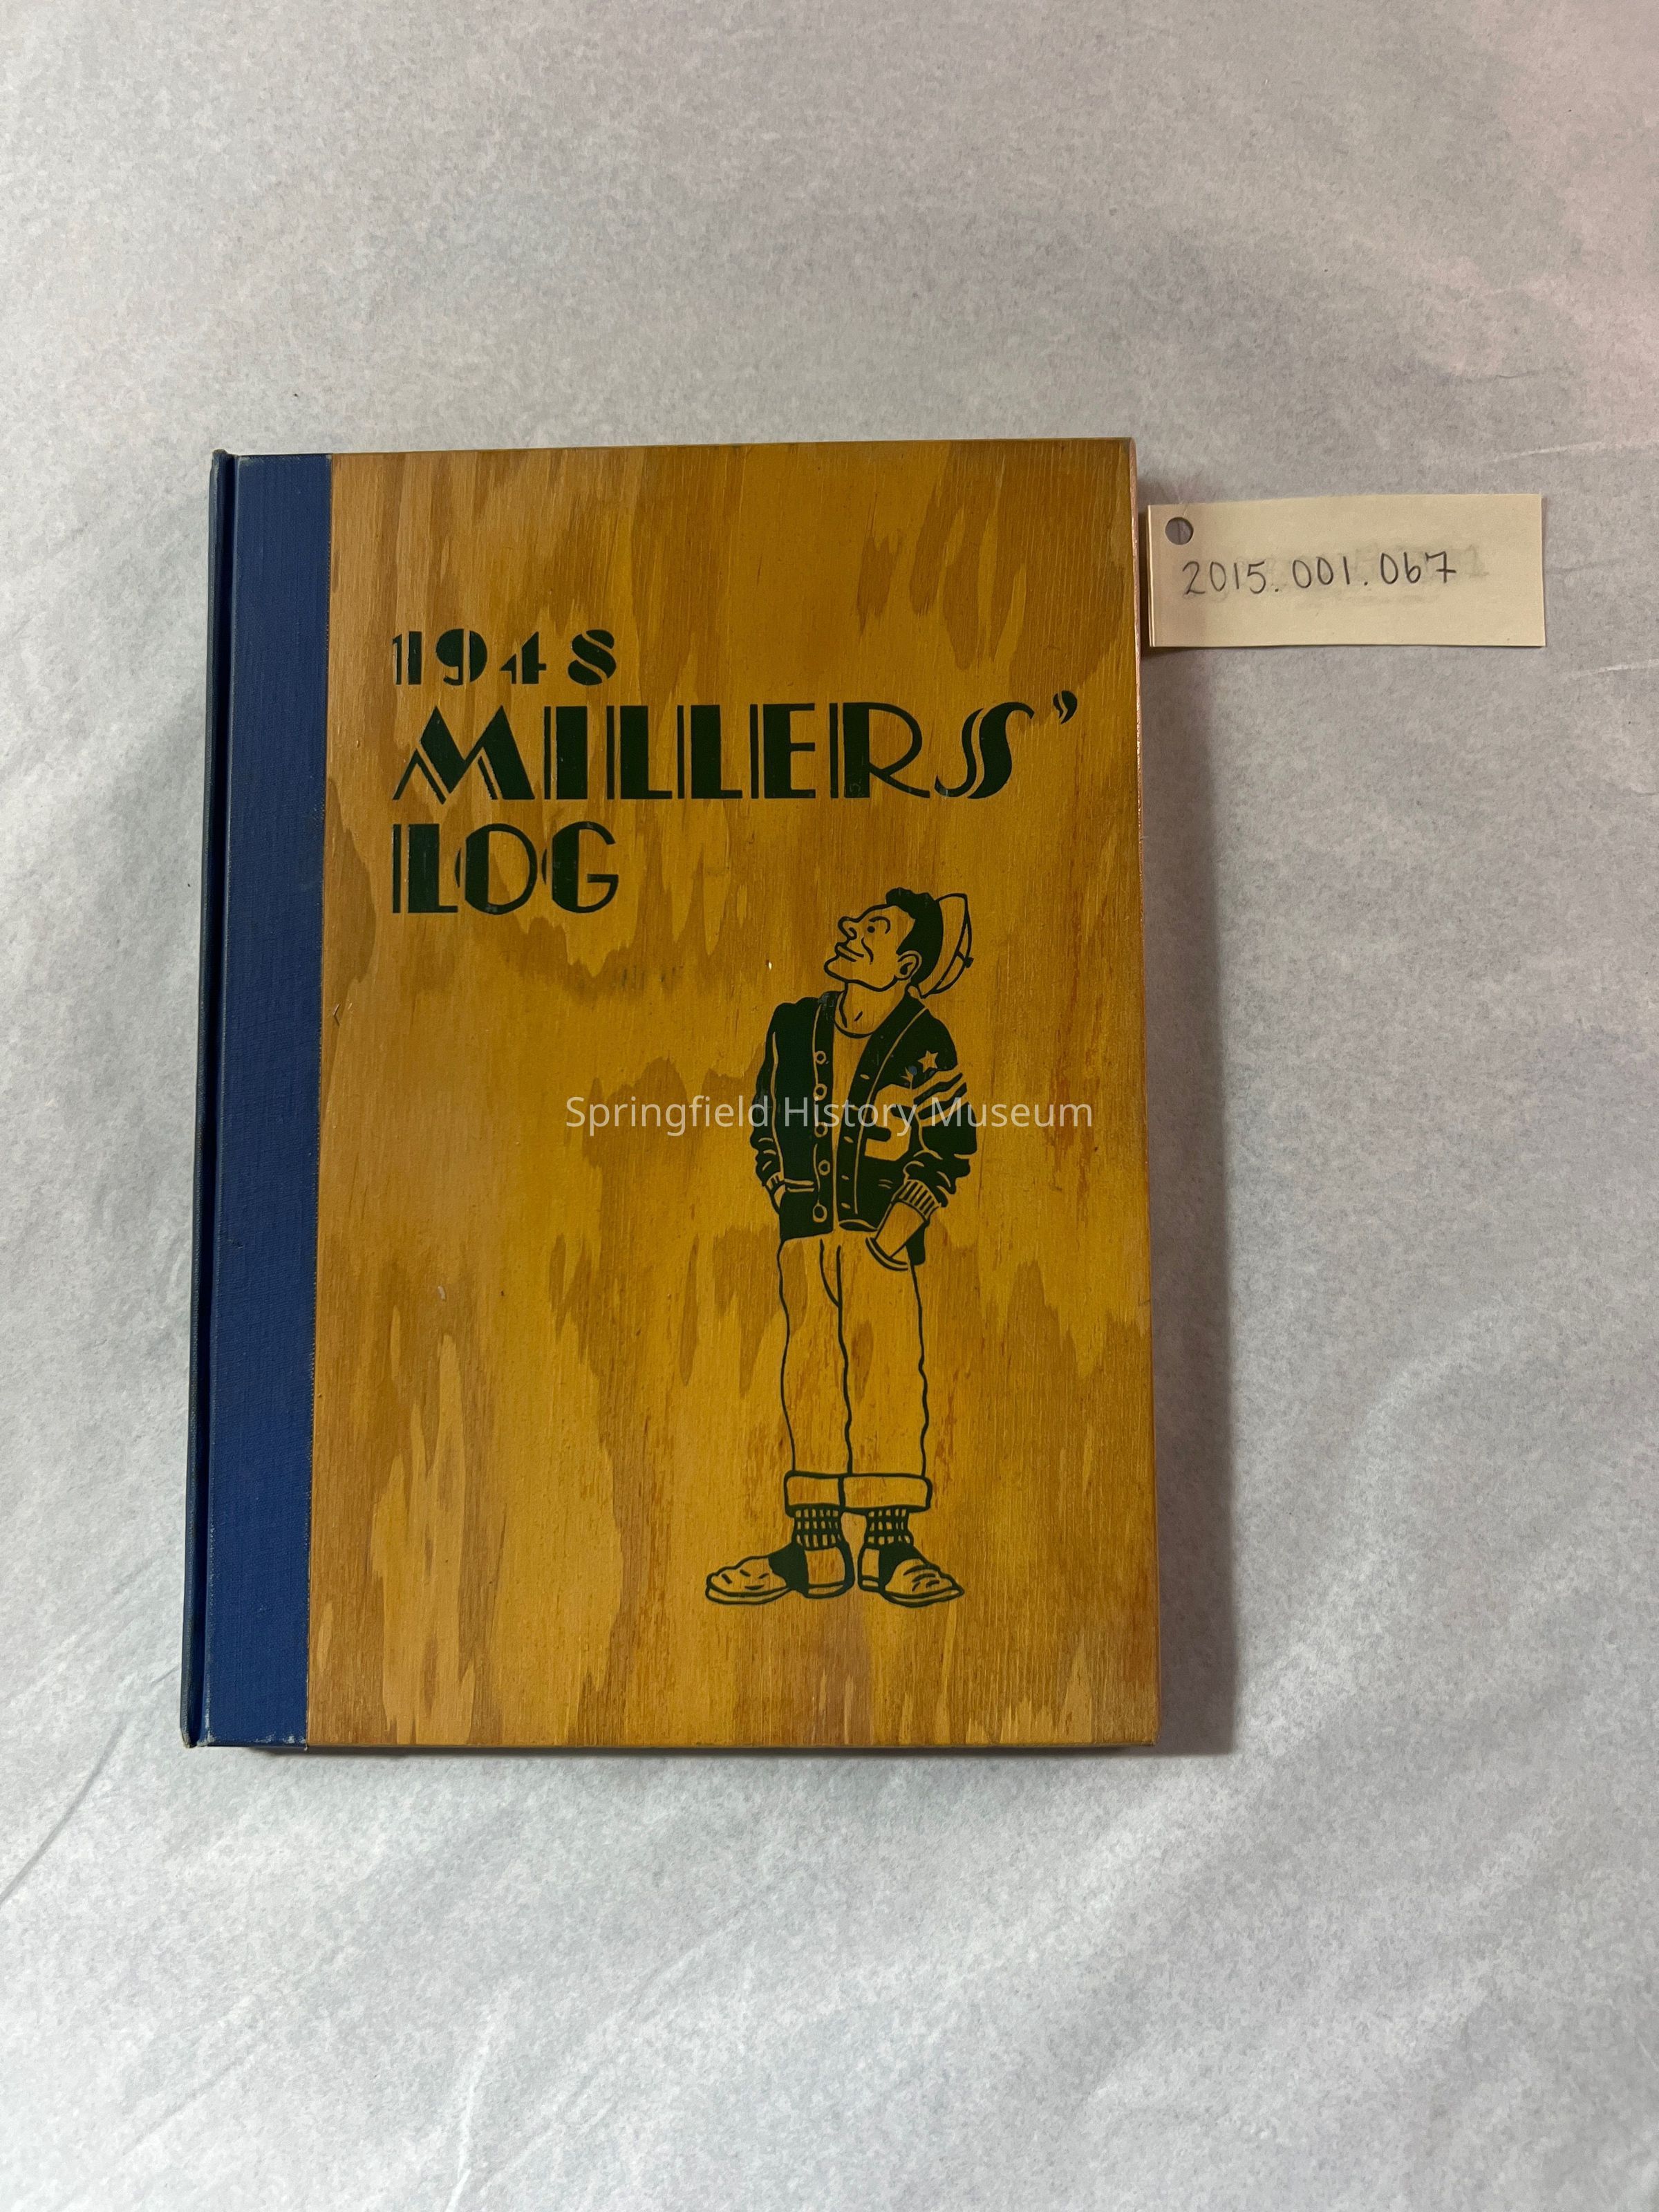 2015.001.067
1948
MILLERS'
LOG
S
Springfield History Museum